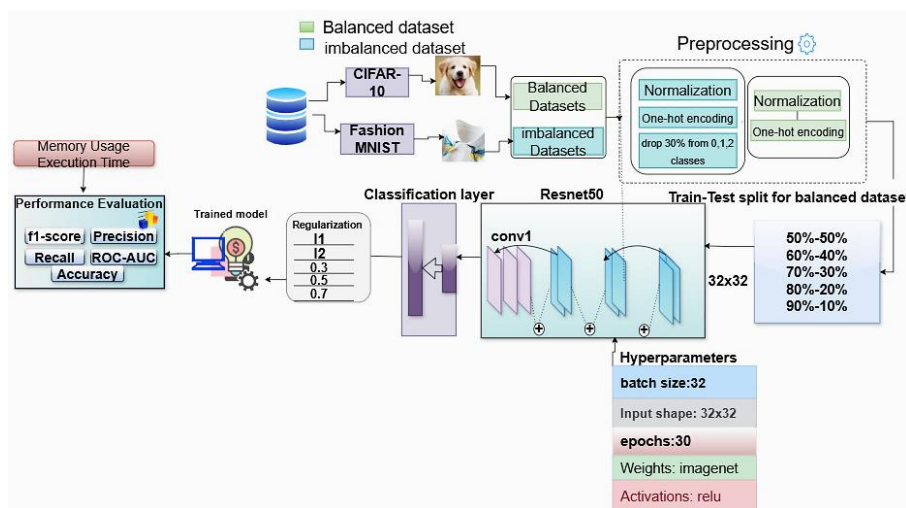 Balanced dataset
imbalanced dataset
Preprocessing
CIFAR-
10
Fashion
MNIST
Balanced
Datasets
imbalanced
Datasets
Normalization
One-hot encoding
drop 30% from 0,1,2
classes
Normalization
One-hot encoding
Memory Usage
Execution Time
Performance Evaluation
f1-score
Precision
Recall
ROC-AUC
Accuracy
Trained model
Regularization
l1
l2
0.3
0.5
0.7
Classification layer
Resnet50
conv1
32x32
Train-Test split for balanced datase
50%-50%
60%-40%
70%-30%
80%-20%
90%-10%
Hyperparameters
batch size:32
Input shape: 32x32
epochs:30
Weights: imagenet
Activations: relu